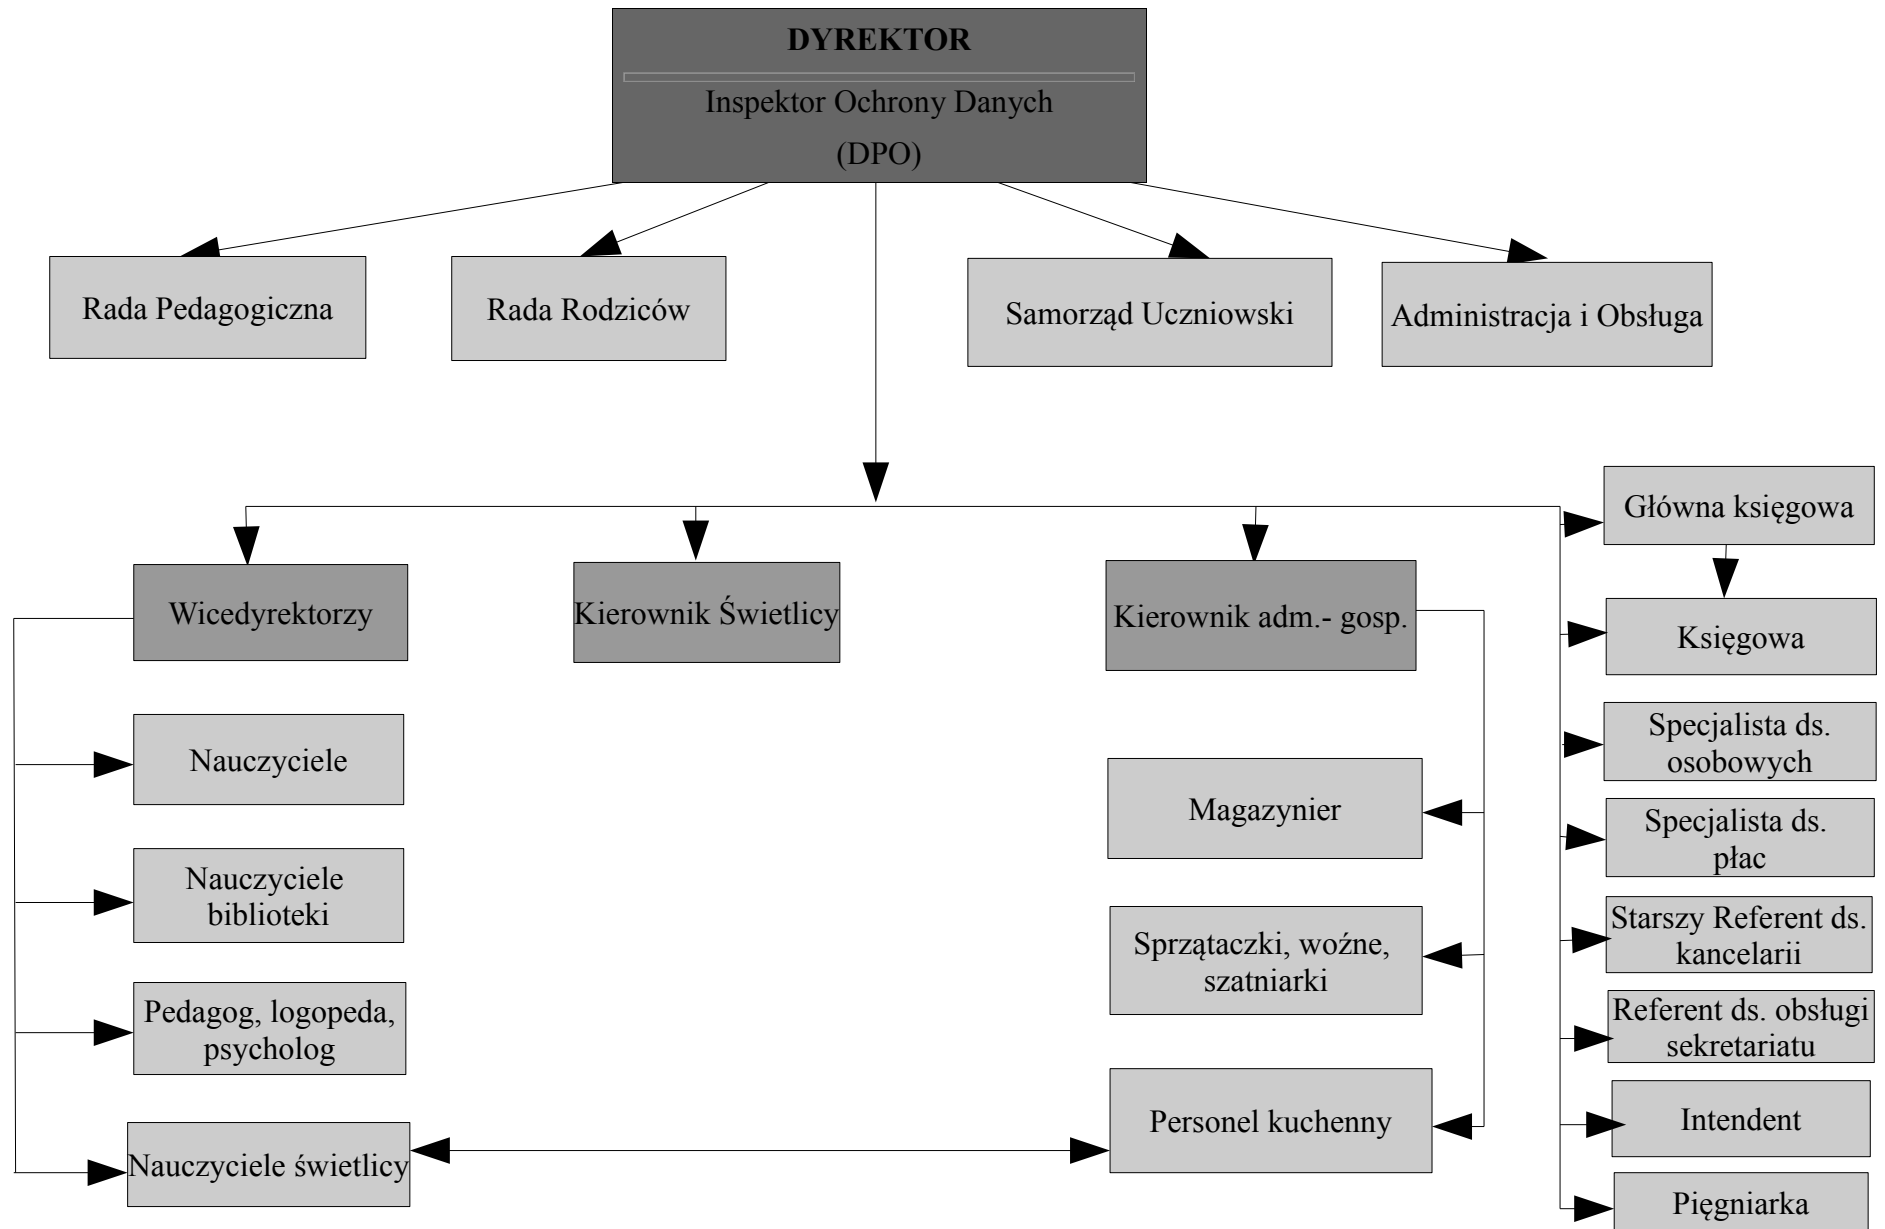 DYREKTOR
Inspektor Ochrony Danych
(DPO)
Rada Pedagogiczna
Rada Rodziców
Samorząd Uczniowski
Administracja i Obsługa
Wicedyrektorzy
Kierownik Świetlicy
Kierownik adm.- gosp.
Nauczyciele
Nauczyciele
biblioteki
Pedagog, logopeda,
psycholog
Nauczyciele świetlicy
Magazynier
Sprzątaczki, woźne,
szatniarki
Personel kuchenny
Główna księgowa
Księgowa
Specjalista ds.
osobowych
Specjalista ds.
płac
Starszy Referent ds.
kancelarii
Referent ds. obsługi
sekretariatu
Intendent
Pięgniarka